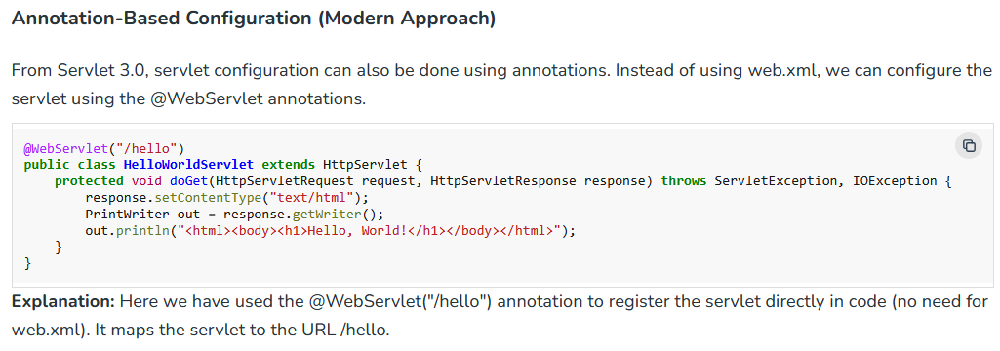 Annotation-Based Configuration (Modern Approach)
From Servlet 3.0, servlet configuration can also be done using annotations. Instead of using web.xml, we can configure the
servlet using the @WebServlet annotations.
@WebServlet("/hello")
public class HelloWorldServlet extends HttpServlet {
    protected void doGet(HttpServletRequest request, HttpServletResponse response) throws ServletException, IOException {
        response.setContentType("text/html");
        PrintWriter out = response.getWriter();
        out.println("<html><body><h1>Hello, World!</h1></body></html>");
    }
}
Explanation: Here we have used the @WebServlet("/hello") annotation to register the servlet directly in code (no need for
web.xml). It maps the servlet to the URL /hello.